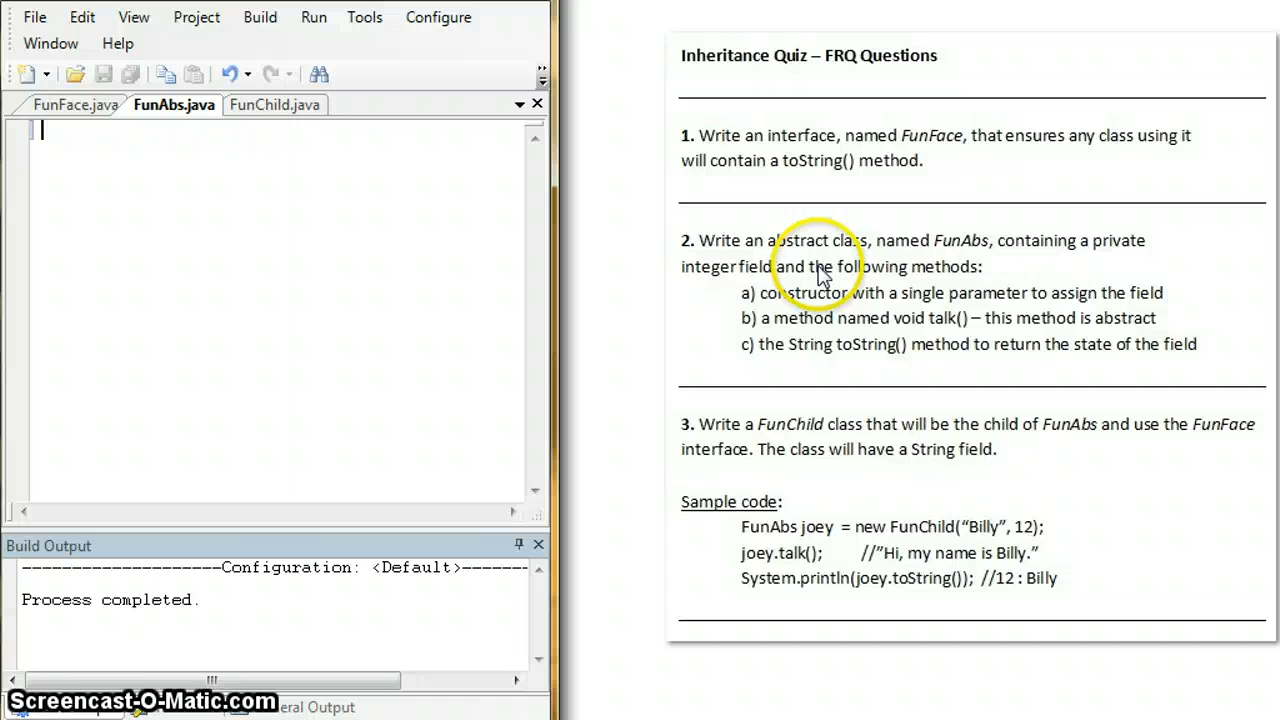 File Edit View Project Build Run Tools Configure
Window Help
FunFace.java FunAbs.java FunChild.java
Build Output
--------------------Configuration: <Default>-------
Process completed.
Screencast-O-Matic.com
eral Output
Inheritance Quiz – FRQ Questions
1. Write an interface, named FunFace, that ensures any class using it
will contain a toString() method.
2. Write an abstract class, named FunAbs, containing a private
integer field and the following methods:
a) constructor with a single parameter to assign the field
b) a method named void talk() – this method is abstract
c) the String toString() method to return the state of the field
3. Write a FunChild class that will be the child of FunAbs and use the FunFace
interface. The class will have a String field.
Sample code:
FunAbs joey = new FunChild(“Billy”, 12);
joey.talk(); //”Hi, my name is Billy.”
System.println(joey.toString()); //12 : Billy